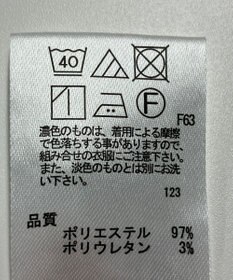 40
F
F63
濃色のものは、着用による摩擦
で色落ちする事がありますので、
組み合せの衣服にご注意下さい。
また、淡色のものとは別にお洗
い下さい。
123
品質
ポリエステル 97%
ポリウレタン 3%